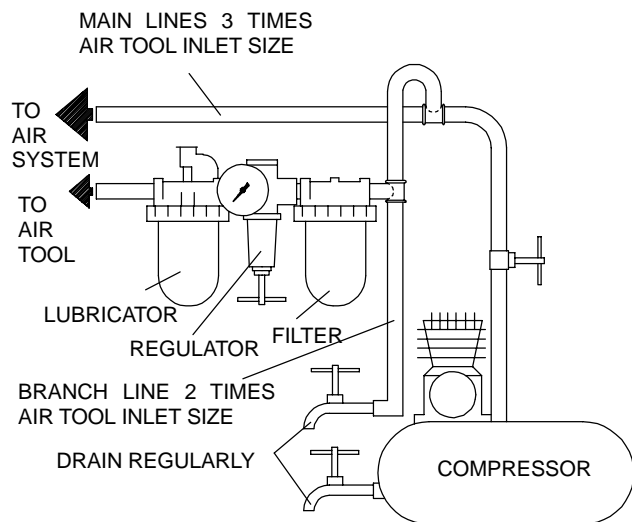 MAIN LINES 3 TIMES
AIR TOOL INLET SIZE
TO
AIR
SYSTEM
TO
AIR
TOOL
LUBRICATOR
REGULATOR
FILTER
BRANCH LINE 2 TIMES
AIR TOOL INLET SIZE
DRAIN REGULARLY
COMPRESSOR